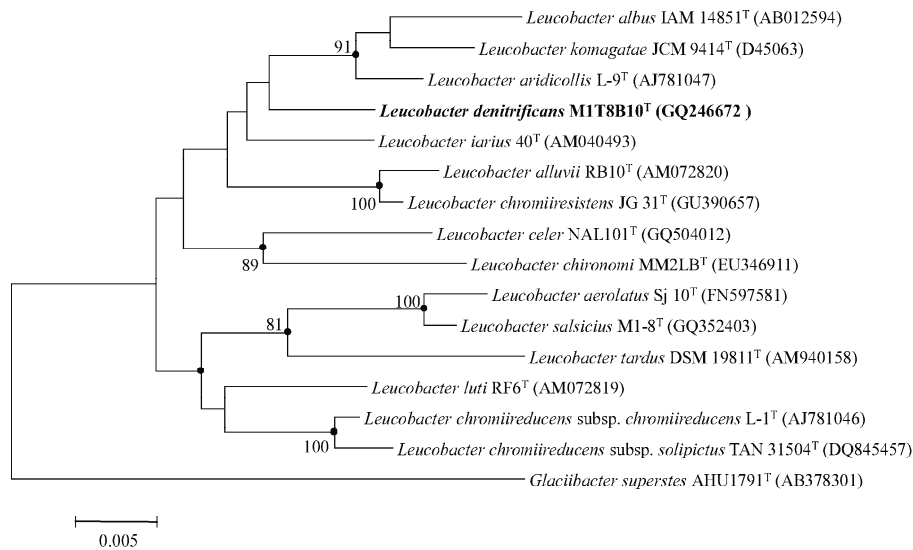 Leucobacter albus IAM 14851ᵀ (AB012594)
91
Leucobacter komagatae JCM 9414ᵀ (D45063)
Leucobacter aridicollis L-9ᵀ (AJ781047)
Leucobacter denitrificans M1T8B10ᵀ (GQ246672 )
Leucobacter iarius 40ᵀ (AM040493)
Leucobacter alluvii RB10ᵀ (AM072820)
100
Leucobacter chromiiresistens JG 31ᵀ (GU390657)
Leucobacter celer NAL101ᵀ (GQ504012)
89
Leucobacter chironomi MM2LBᵀ (EU346911)
Leucobacter aerolatus Sj 10ᵀ (FN597581)
100
Leucobacter salsicius M1-8ᵀ (GQ352403)
81
Leucobacter tardus DSM 19811ᵀ (AM940158)
Leucobacter luti RF6ᵀ (AM072819)
Leucobacter chromiireducens subsp. chromiireducens L-1ᵀ (AJ781046)
100
Leucobacter chromiireducens subsp. solipictus TAN 31504ᵀ (DQ845457)
Glaciibacter superstes AHU1791ᵀ (AB378301)
0.005